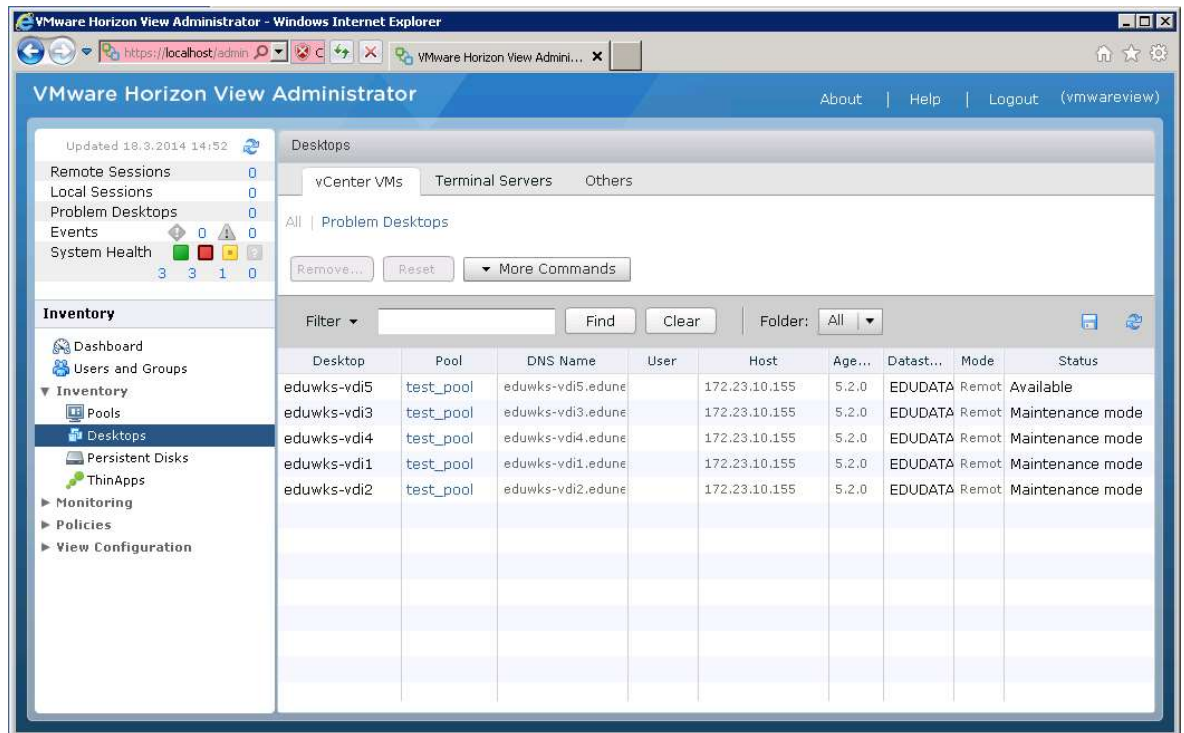 VMware Horizon View Administrator - Windows Internet Explorer
https://localhost/admin
C
VMware Horizon View Admini...
VMware Horizon View Administrator
About | Help | Logout (vmwareview)
Updated 18.3.2014 14:52
Remote Sessions 0
Local Sessions 0
Problem Desktops 0
Events 0 0
System Health
3 3 1 0
Inventory
Dashboard
Users and Groups
Inventory
Pools
Desktops
Persistent Disks
ThinApps
Monitoring
Policies
View Configuration
Desktops
vCenter VMs Terminal Servers Others
All | Problem Desktops
Remove... Reset More Commands
Filter Find Clear Folder: All
Desktop Pool DNS Name User Host Age... Datast... Mode Status
eduwks-vdi5 test_pool eduwks-vdi5.edune 172.23.10.155 5.2.0 EDUDATA Remot Available
eduwks-vdi3 test_pool eduwks-vdi3.edune 172.23.10.155 5.2.0 EDUDATA Remot Maintenance mode
eduwks-vdi4 test_pool eduwks-vdi4.edune 172.23.10.155 5.2.0 EDUDATA Remot Maintenance mode
eduwks-vdi1 test_pool eduwks-vdi1.edune 172.23.10.155 5.2.0 EDUDATA Remot Maintenance mode
eduwks-vdi2 test_pool eduwks-vdi2.edune 172.23.10.155 5.2.0 EDUDATA Remot Maintenance mode